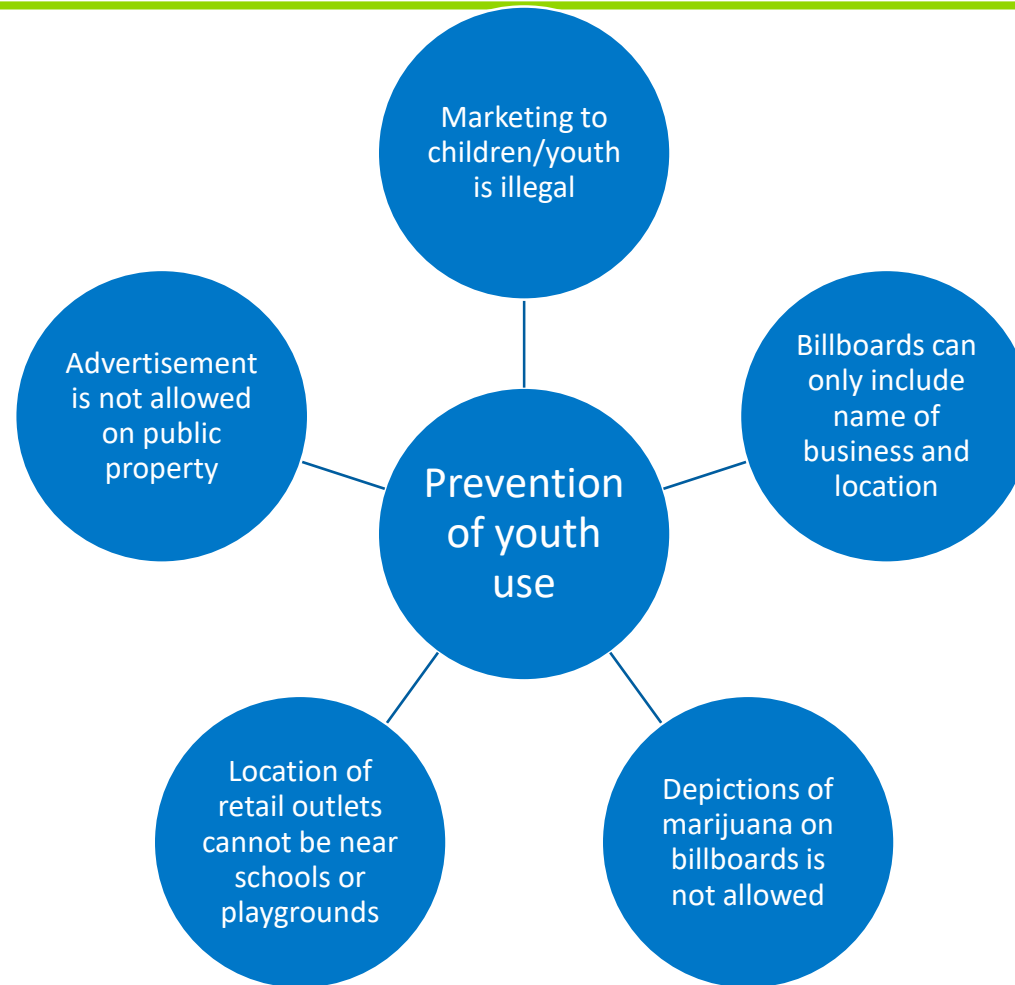 Marketing to
children/youth
is illegal
Billboards can
only include
name of
business and
location
Depictions of
marijuana on
billboards is
not allowed
Location of
retail outlets
cannot be near
schools or
playgrounds
Advertisement
is not allowed
on public
property
Prevention
of youth
use